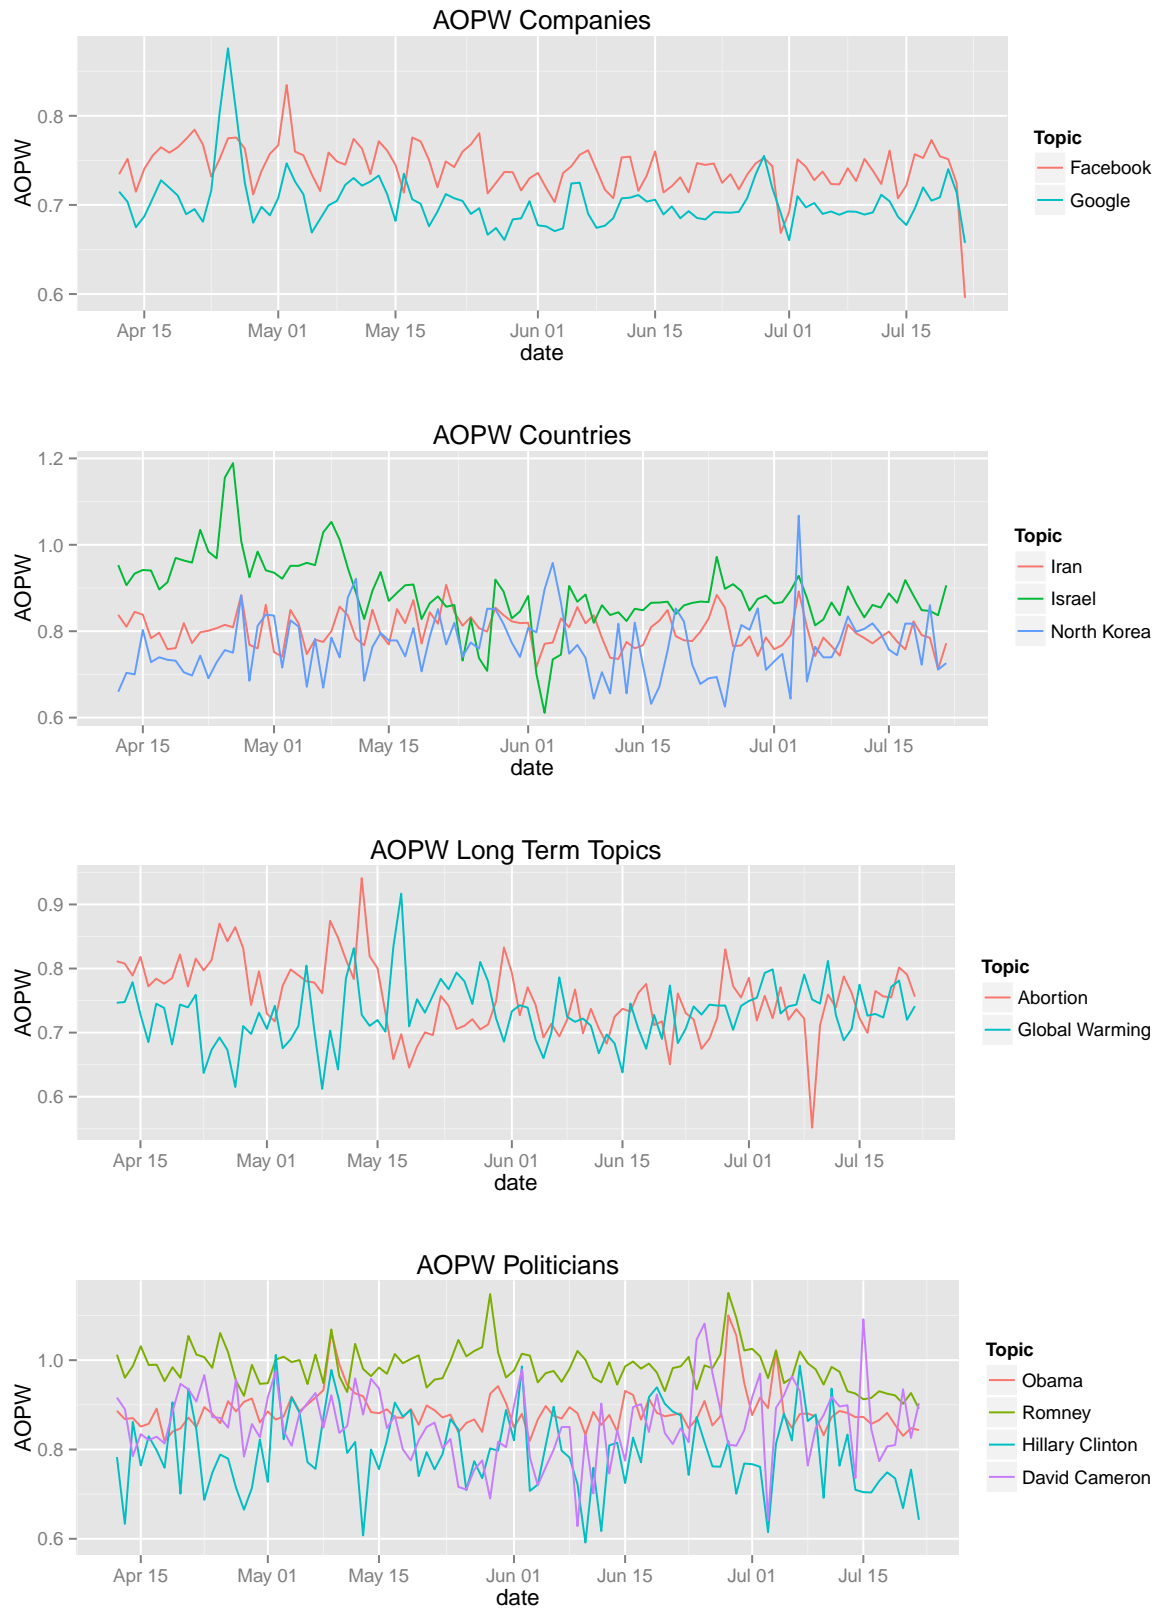 AOPW Companies
AOPW
0.8
0.7
0.6
Apr 15 May 01 May 15 Jun 01 Jun 15 Jul 01 Jul 15
date
Topic
Facebook
Google
AOPW Countries
AOPW
1.2
1.0
0.8
0.6
Apr 15 May 01 May 15 Jun 01 Jun 15 Jul 01 Jul 15
date
Topic
Iran
Israel
North Korea
AOPW Long Term Topics
AOPW
0.9
0.8
0.7
0.6
Apr 15 May 01 May 15 Jun 01 Jun 15 Jul 01 Jul 15
date
Topic
Abortion
Global Warming
AOPW Politicians
AOPW
1.0
0.8
0.6
Apr 15 May 01 May 15 Jun 01 Jun 15 Jul 01 Jul 15
date
Topic
Obama
Romney
Hillary Clinton
David Cameron